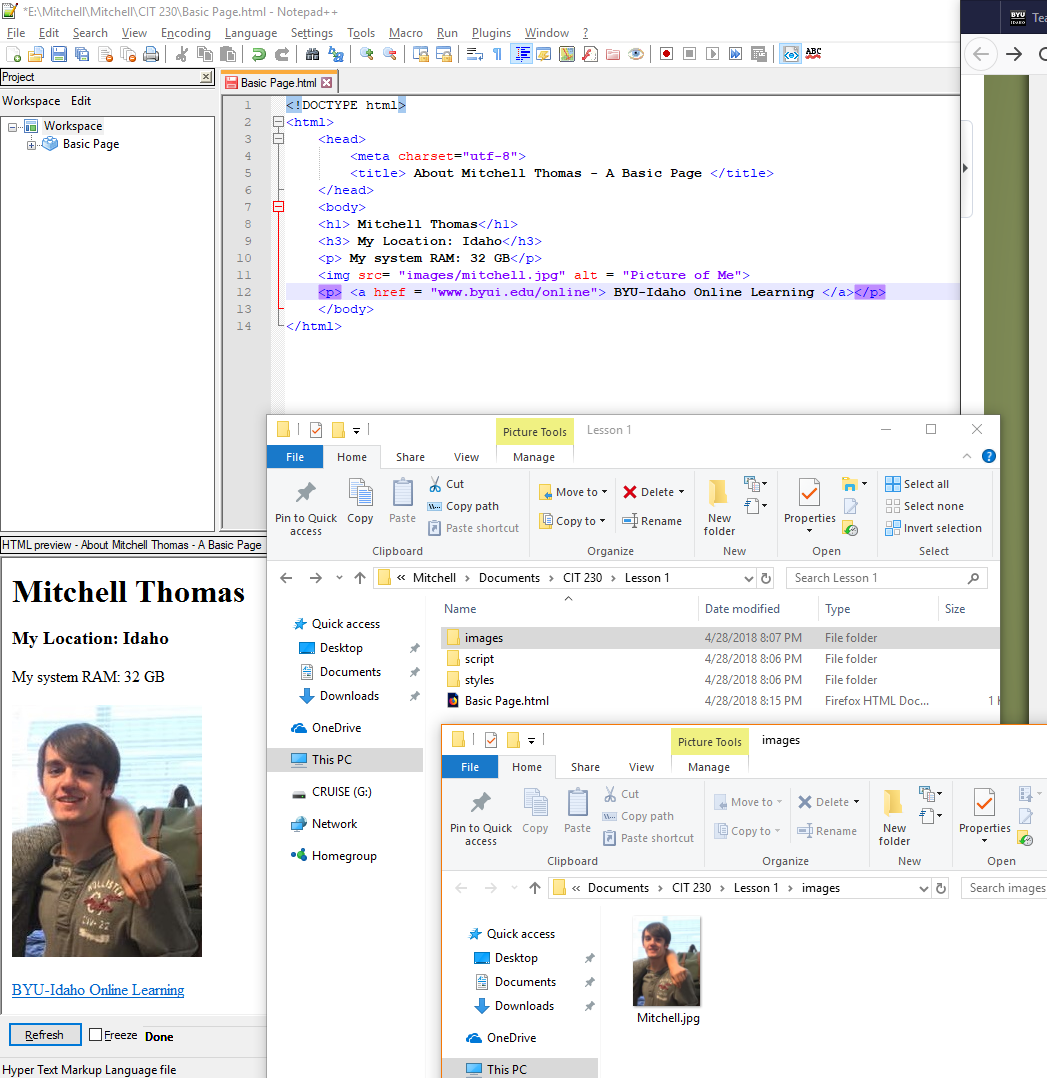 *E:\Mitchell\Mitchell\CIT 230\Basic Page.html - Notepad++
File Edit Search View Encoding Language Settings Tools Macro Run Plugins Window ?
ABC
Project
Workspace Edit
Workspace
Basic Page
Basic Page.html
1 <!DOCTYPE html>
2 <html>
3 <head>
4 <meta charset="utf-8">
5 <title> About Mitchell Thomas - A Basic Page </title>
6 </head>
7 <body>
8 <h1> Mitchell Thomas</h1>
9 <h3> My Location: Idaho</h3>
10 <p> My system RAM: 32 GB</p>
11 <img src= "images/mitchell.jpg" alt = "Picture of Me">
12 <p> <a href = "www.byui.edu/online"> BYU-Idaho Online Learning </a></p>
13 </body>
14 </html>
BYU
IDAHO
Tea
HTML preview - About Mitchell Thomas - A Basic Page
Mitchell Thomas
My Location: Idaho
My system RAM: 32 GB
HOLLISTER
BYU-Idaho Online Learning
Refresh Freeze Done
Hyper Text Markup Language file
Picture Tools Lesson 1
File Home Share View Manage
Pin to Quick access
Copy
Paste
Cut
Copy path
Paste shortcut
Move to
Copy to
Delete
Rename
New folder
Properties
Select all
Select none
Invert selection
Clipboard Organize New Open Select
« Mitchell > Documents > CIT 230 > Lesson 1
Search Lesson 1
Quick access
Desktop
Documents
Downloads
OneDrive
This PC
CRUISE (G:)
Network
Homegroup
Name Date modified Type Size
images 4/28/2018 8:07 PM File folder
script 4/28/2018 8:06 PM File folder
styles 4/28/2018 8:06 PM File folder
Basic Page.html 4/28/2018 8:15 PM Firefox HTML Doc... 1
Picture Tools images
File Home Share View Manage
Pin to Quick access
Copy
Paste
Cut
Copy path
Paste shortcut
Move to
Copy to
Delete
Rename
New folder
Properties
Clipboard Organize New Open
« Documents > CIT 230 > Lesson 1 > images
Search images
Quick access
Desktop
Documents
Downloads
OneDrive
This PC
Mitchell.jpg